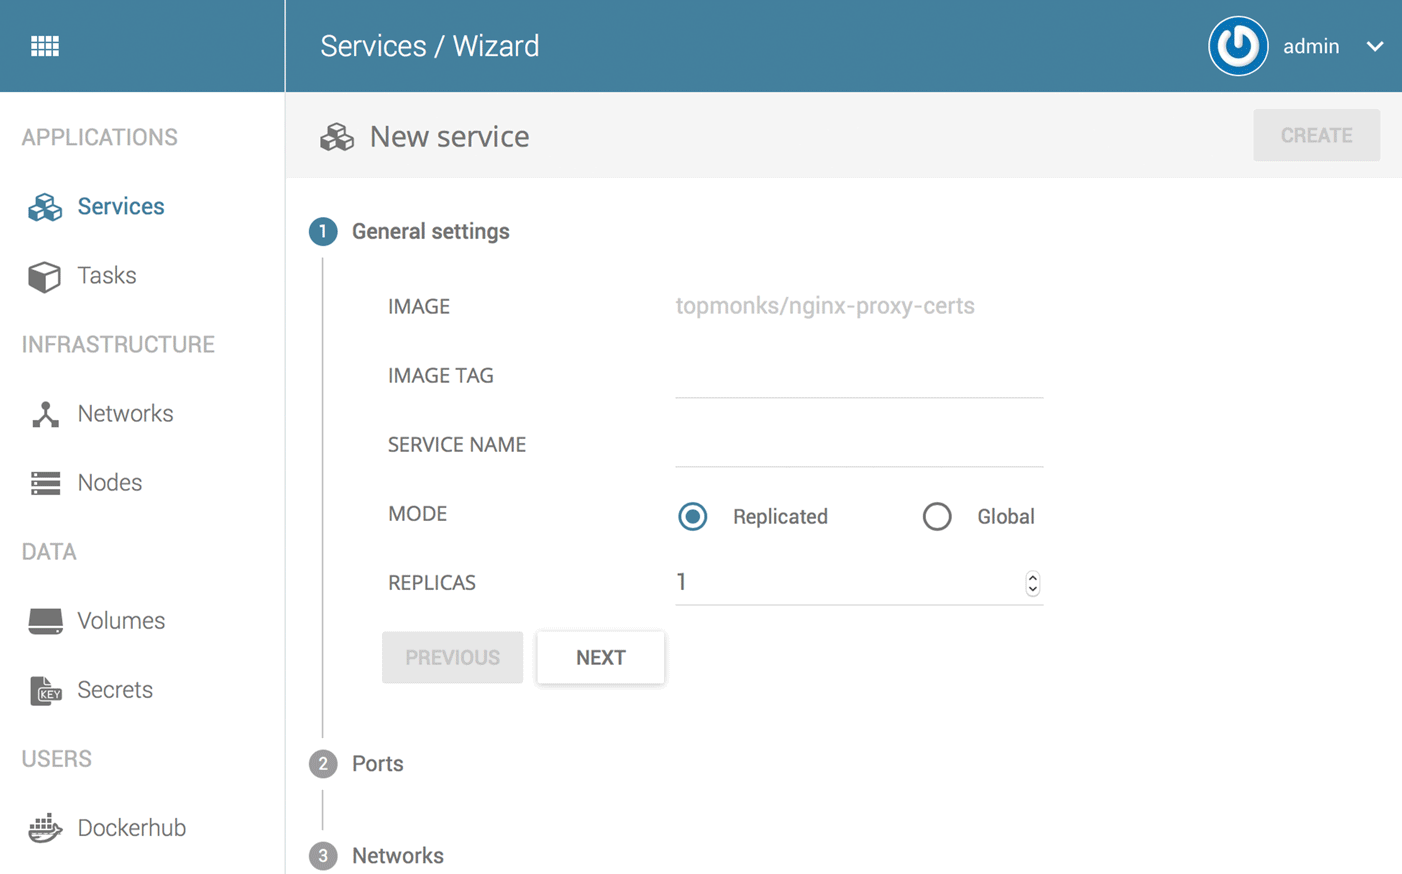 Services / Wizard
admin
APPLICATIONS
Services
Tasks
INFRASTRUCTURE
Networks
Nodes
DATA
Volumes
KEY
Secrets
USERS
Dockerhub
New service
CREATE
1 General settings
IMAGE topmonks/nginx-proxy-certs
IMAGE TAG
SERVICE NAME
MODE Replicated Global
REPLICAS 1
PREVIOUS NEXT
2 Ports
3 Networks